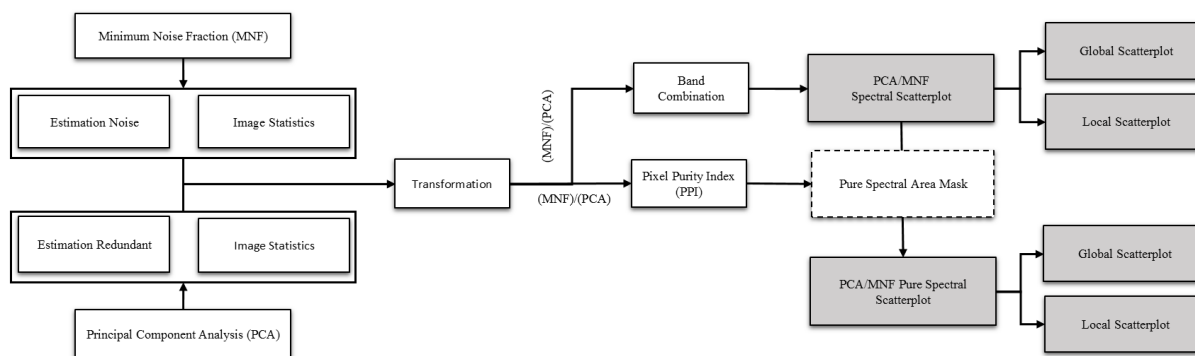 Minimum Noise Fraction (MNF)
Estimation Noise
Image Statistics
Estimation Redundant
Image Statistics
Principal Component Analysis (PCA)
Transformation
(MNF)/(PCA)
(MNF)/(PCA)
Band
Combination
Pixel Purity Index
(PPI)
PCA/MNF
Spectral Scatterplot
Pure Spectral Area Mask
PCA/MNF Pure Spectral
Scatterplot
Global Scatterplot
Local Scatterplot
Global Scatterplot
Local Scatterplot